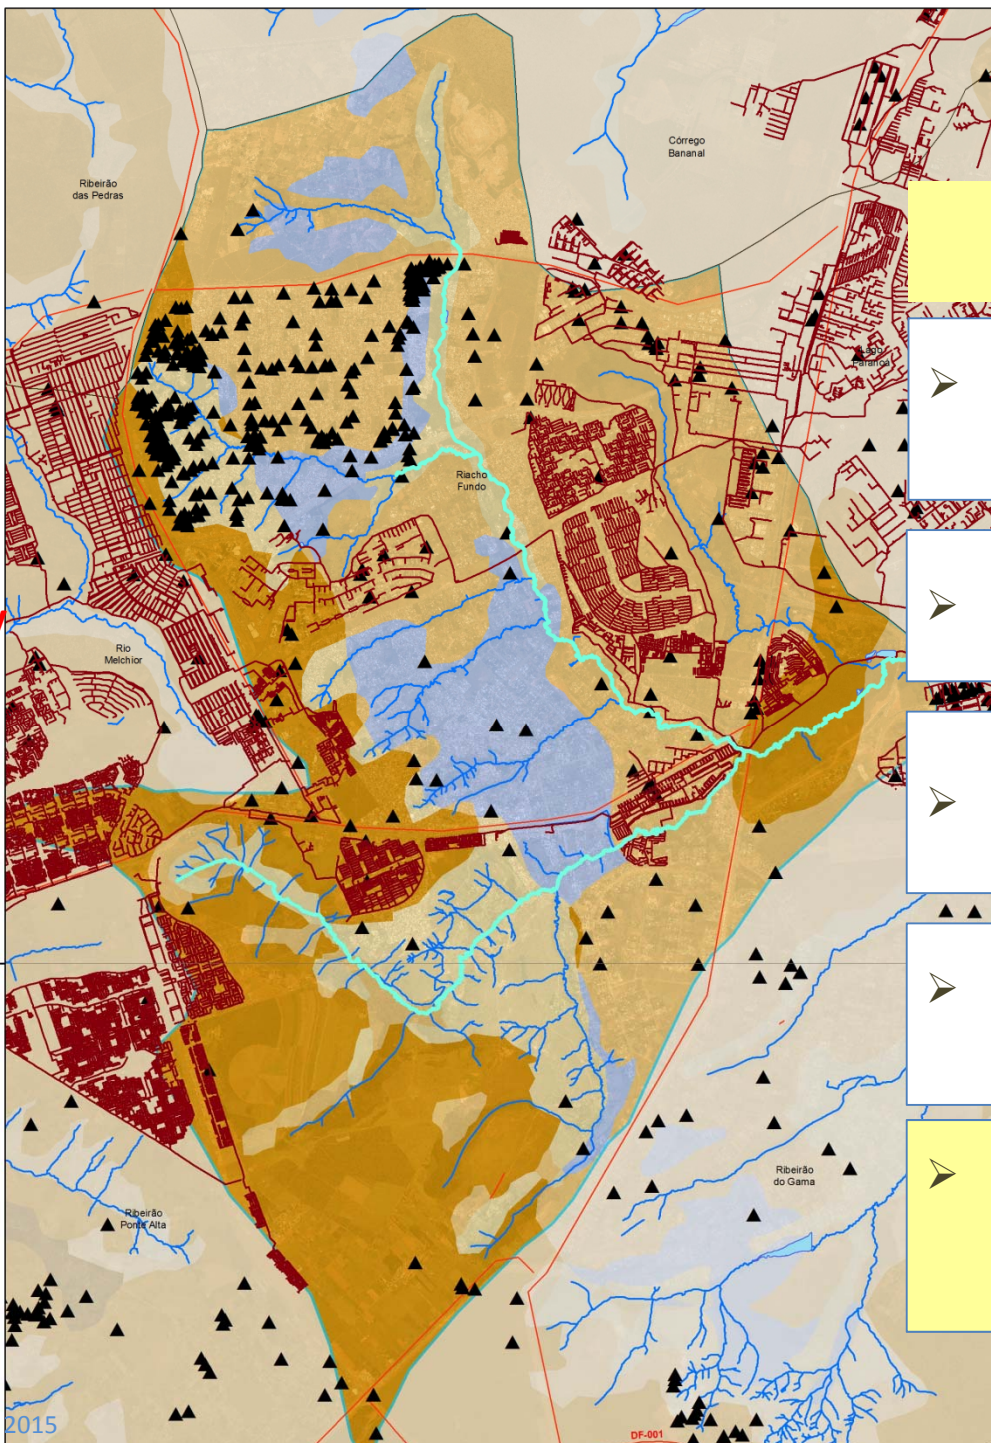 Córrego
Bananal
Ribeirão
das Pedras
Lago
Paranoá
Riacho
Fundo
Rio
Melchior
Ribeirão
do Gama
Ribeirão
Ponte Alta
2015
DF-001